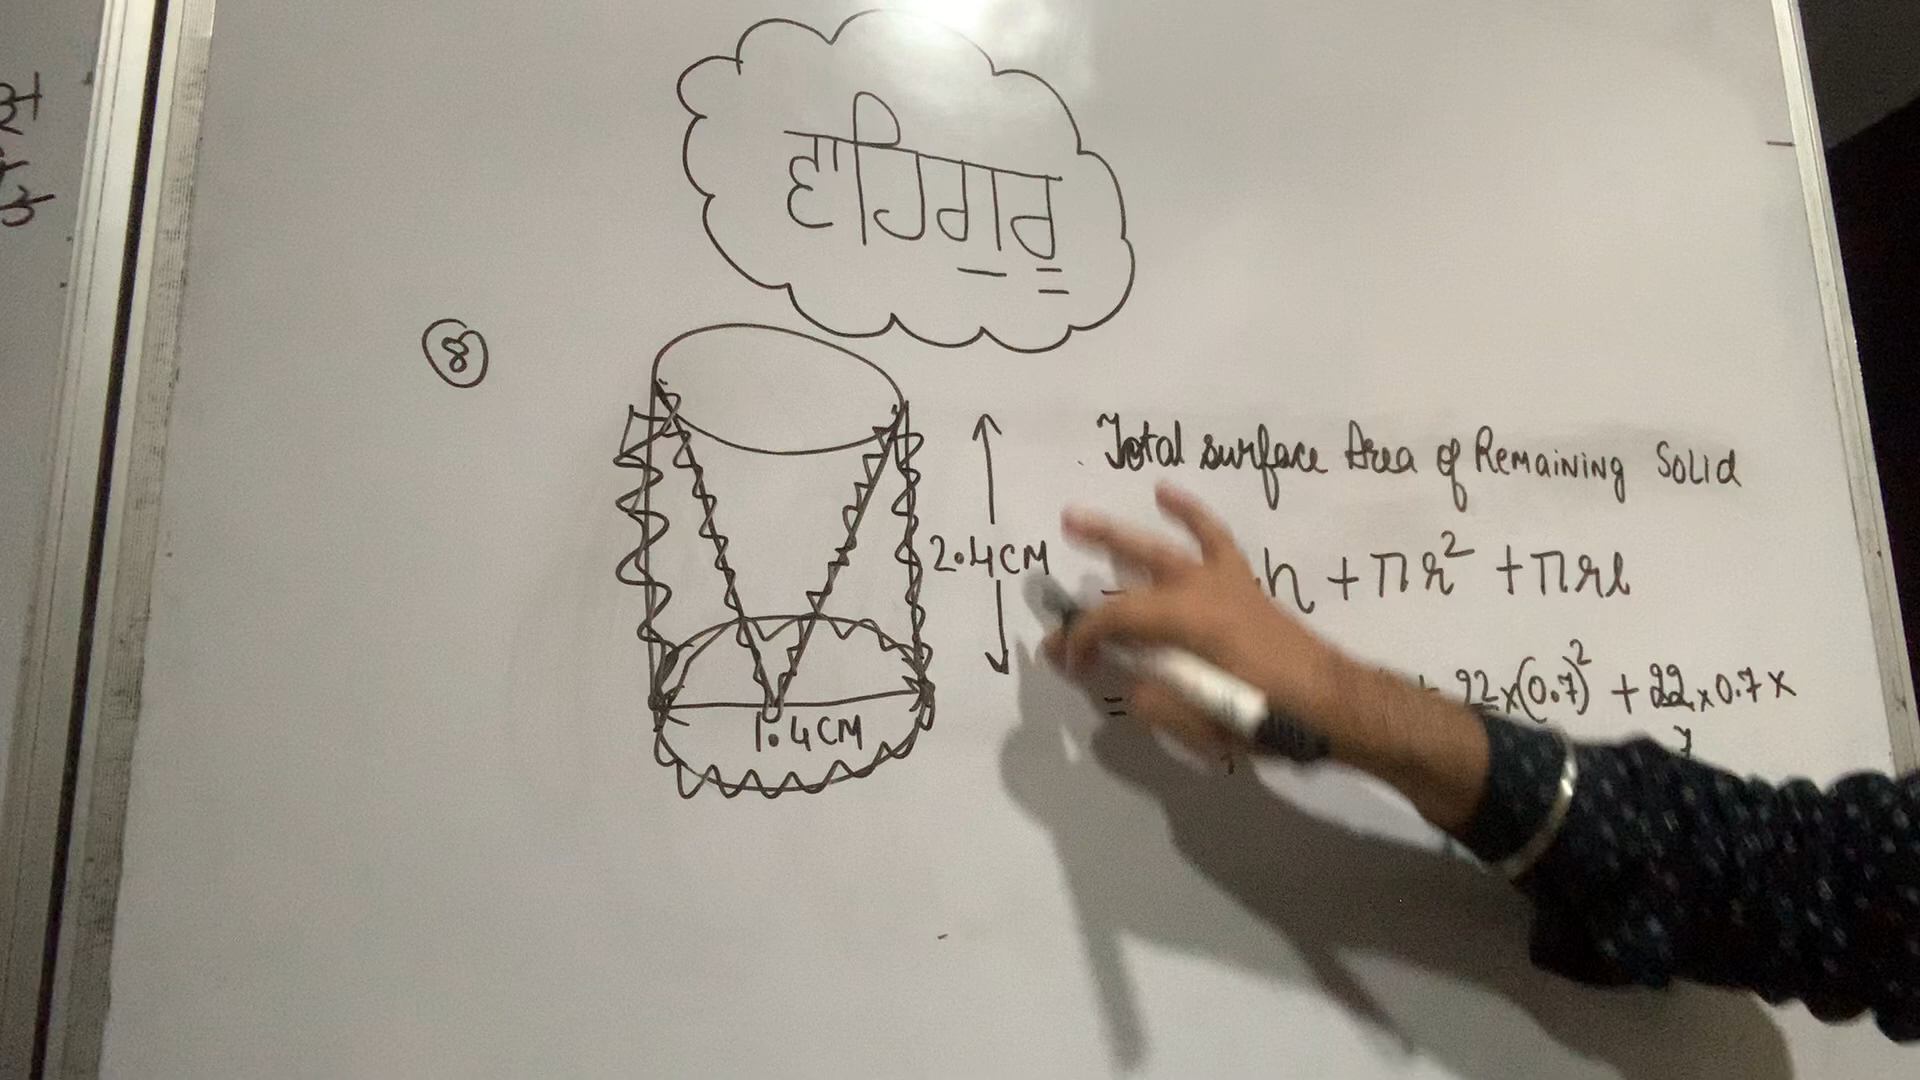 ਵਾਹਿਗੁਰੂ
8
2.4CM
1.4CM
Total surface Area of Remaining Solid
h + πr² + πrl
= 22×(0.7)² + 22×0.7×
7